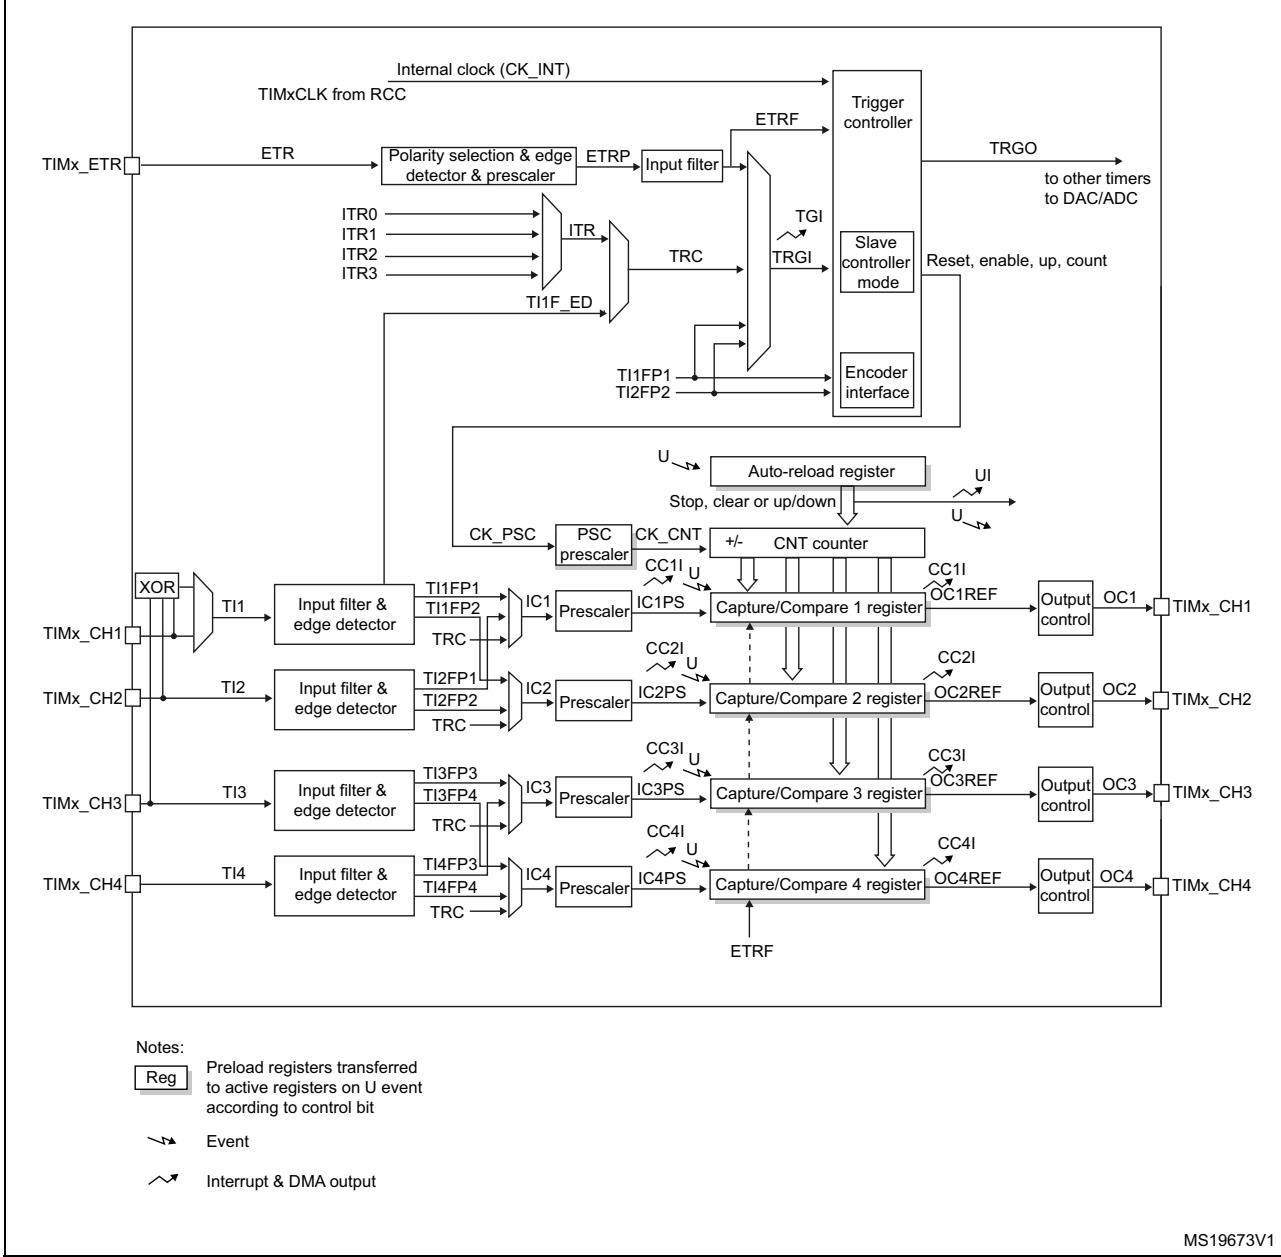 Internal clock (CK_INT)
TIMxCLK from RCC
Trigger
controller
ETRF
TIMx_ETR
ETR
Polarity selection & edge
detector & prescaler
ETRP
Input filter
TRGO
to other timers
to DAC/ADC
ITR0
ITR1
ITR2
ITR3
ITR
TRC
TGI
TRGI
Slave
controller
mode
Reset, enable, up, count
TI1F_ED
TI1FP1
TI2FP2
Encoder
interface
U
Auto-reload register
Stop, clear or up/down
UI
U
CK_PSC
PSC
prescaler
CK_CNT
+/-
CNT counter
XOR
TI1
TIMx_CH1
Input filter &
edge detector
TI1FP1
TI1FP2
TRC
IC1
Prescaler
IC1PS
CC1I
U
Capture/Compare 1 register
CC1I
OC1REF
Output
control
OC1
TIMx_CH1
TIMx_CH2
TI2
Input filter &
edge detector
TI2FP1
TI2FP2
TRC
IC2
Prescaler
IC2PS
CC2I
U
Capture/Compare 2 register
CC2I
OC2REF
Output
control
OC2
TIMx_CH2
TIMx_CH3
TI3
Input filter &
edge detector
TI3FP3
TI3FP4
TRC
IC3
Prescaler
IC3PS
CC3I
U
Capture/Compare 3 register
CC3I
OC3REF
Output
control
OC3
TIMx_CH3
TIMx_CH4
TI4
Input filter &
edge detector
TI4FP3
TI4FP4
TRC
IC4
Prescaler
IC4PS
CC4I
U
Capture/Compare 4 register
CC4I
OC4REF
Output
control
OC4
TIMx_CH4
ETRF
Notes:
Reg
Preload registers transferred
to active registers on U event
according to control bit
Event
Interrupt & DMA output
MS19673V1